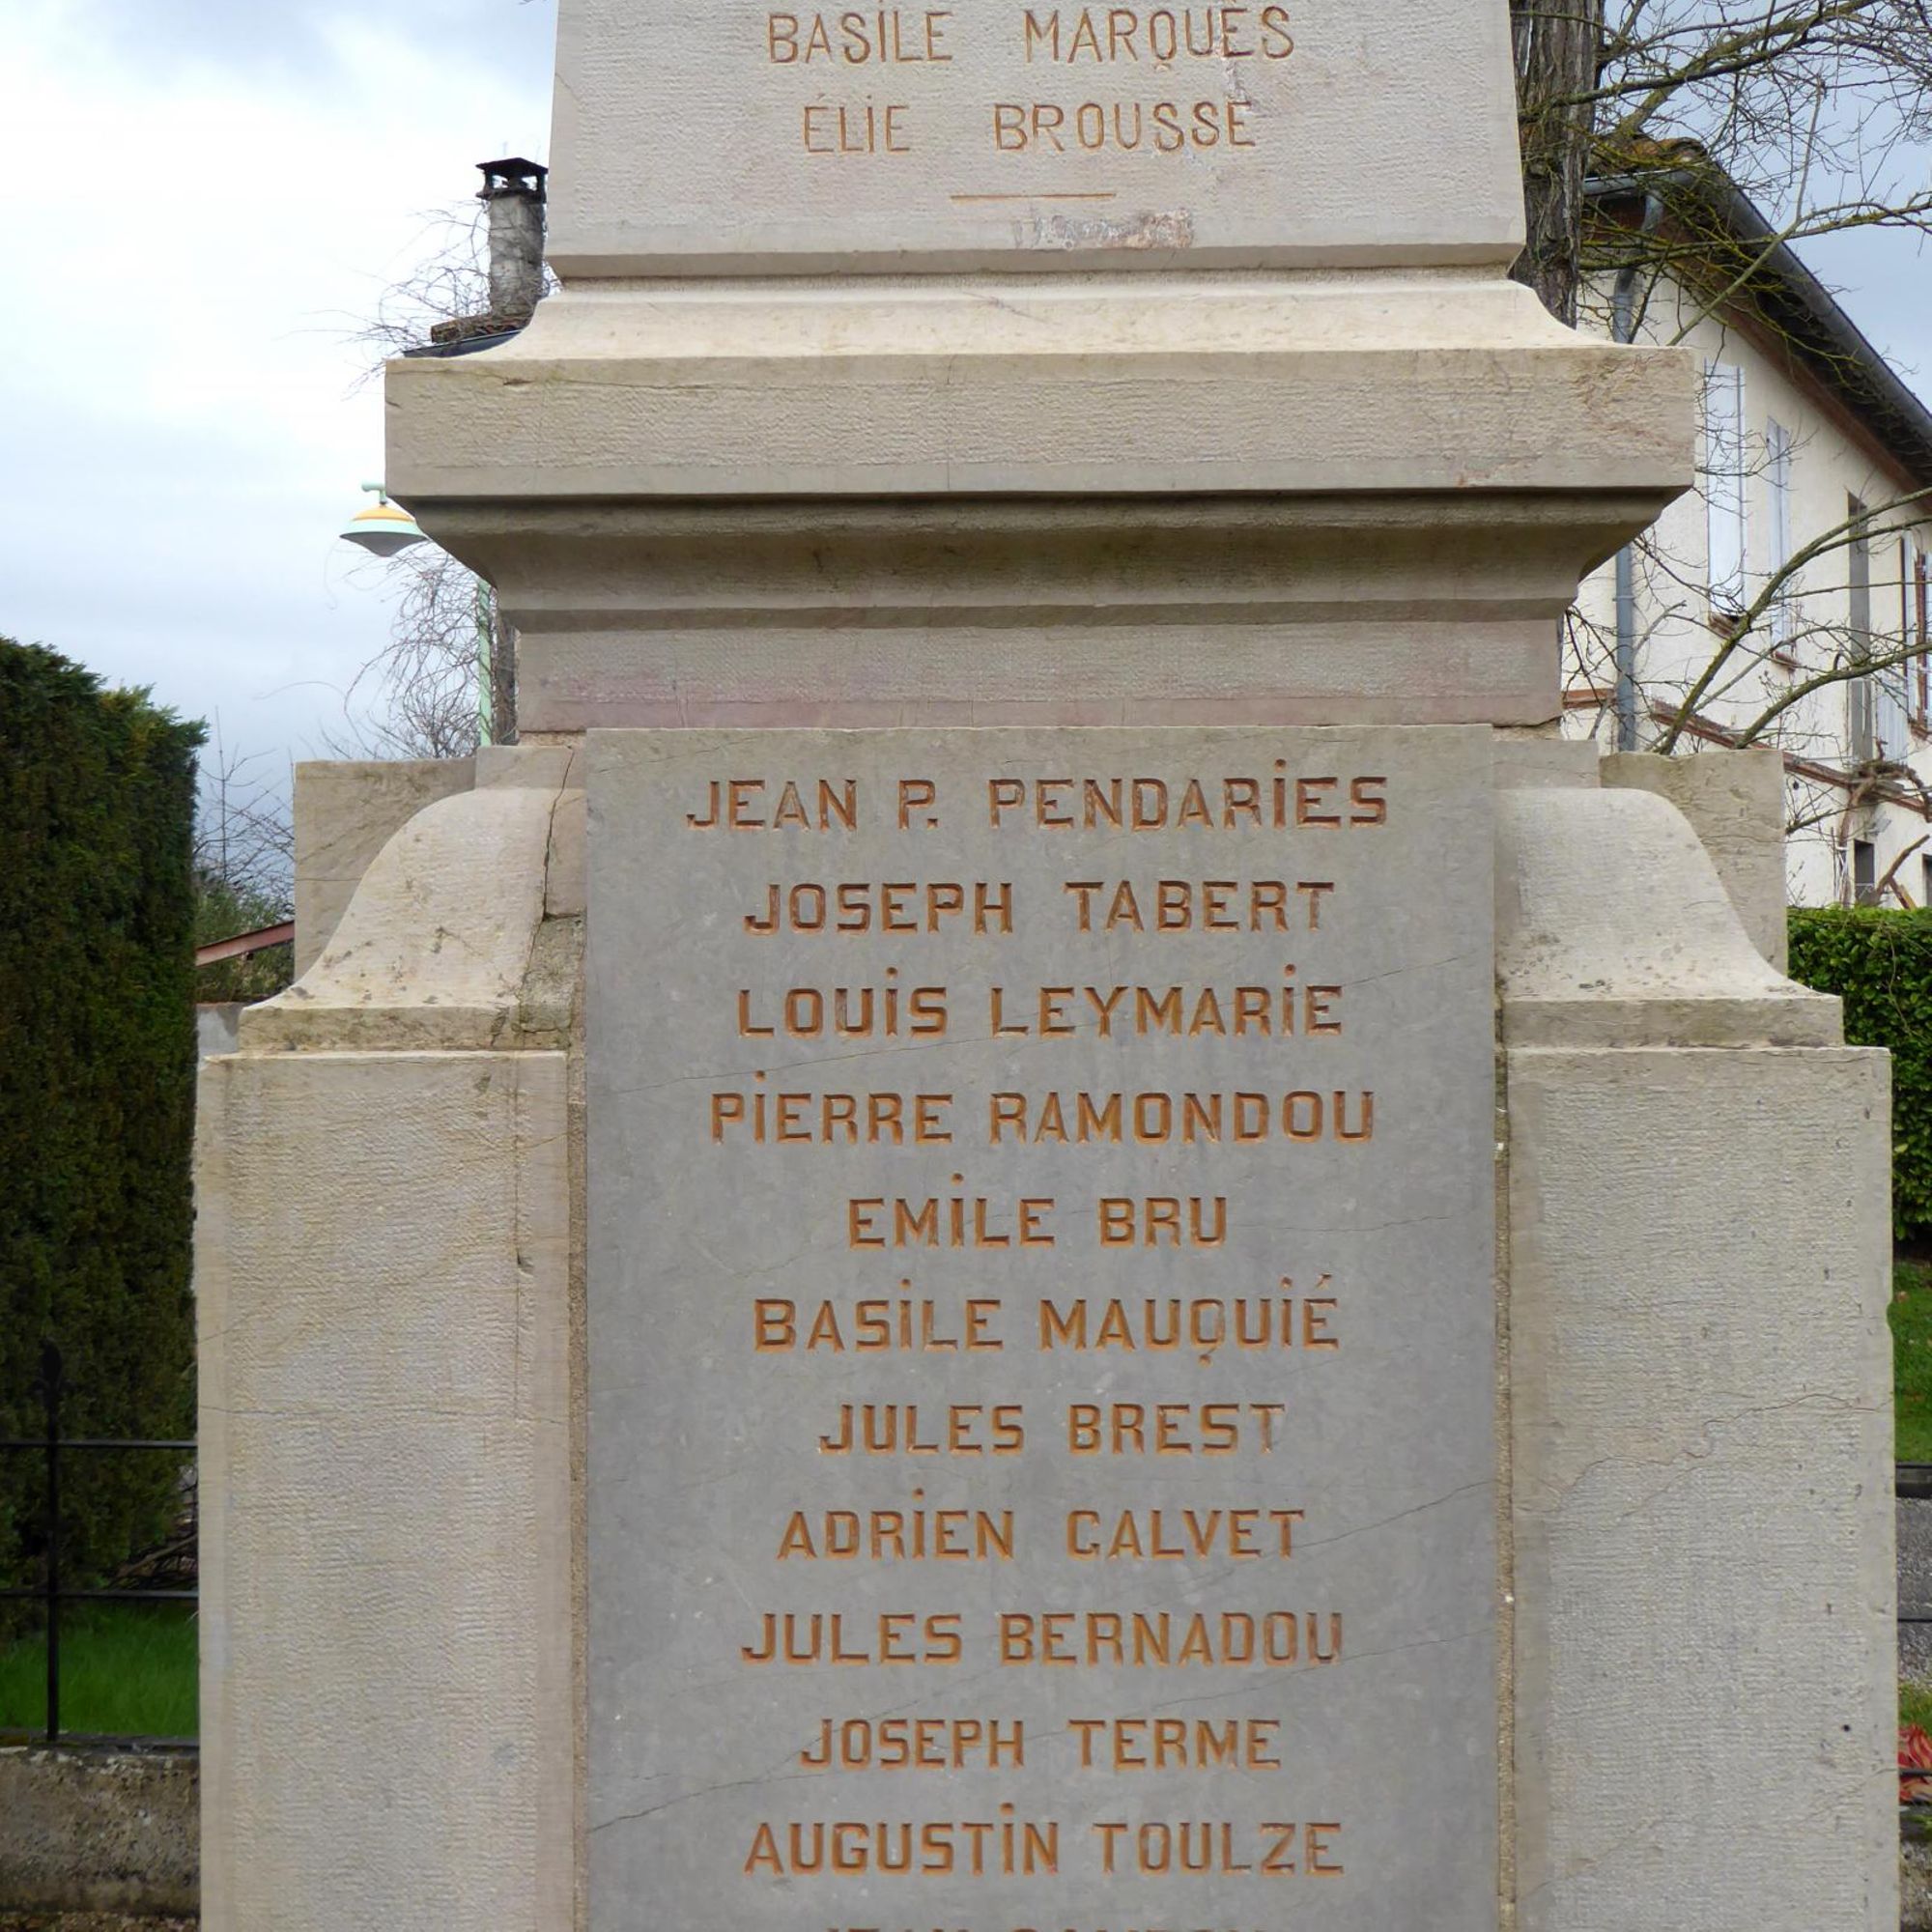 BASiLE MARQUES
ÉLiE BROUSSE
JEAN P. PENDARiES
JOSEPH TABERT
LOUiS LEYMARiE
PiERRE RAMONDOU
EMiLE BRU
BASiLE MAUQUiÉ
JULES BREST
ADRiEN CALVET
JULES BERNADOU
JOSEPH TERME
AUGUSTiN TOULZE